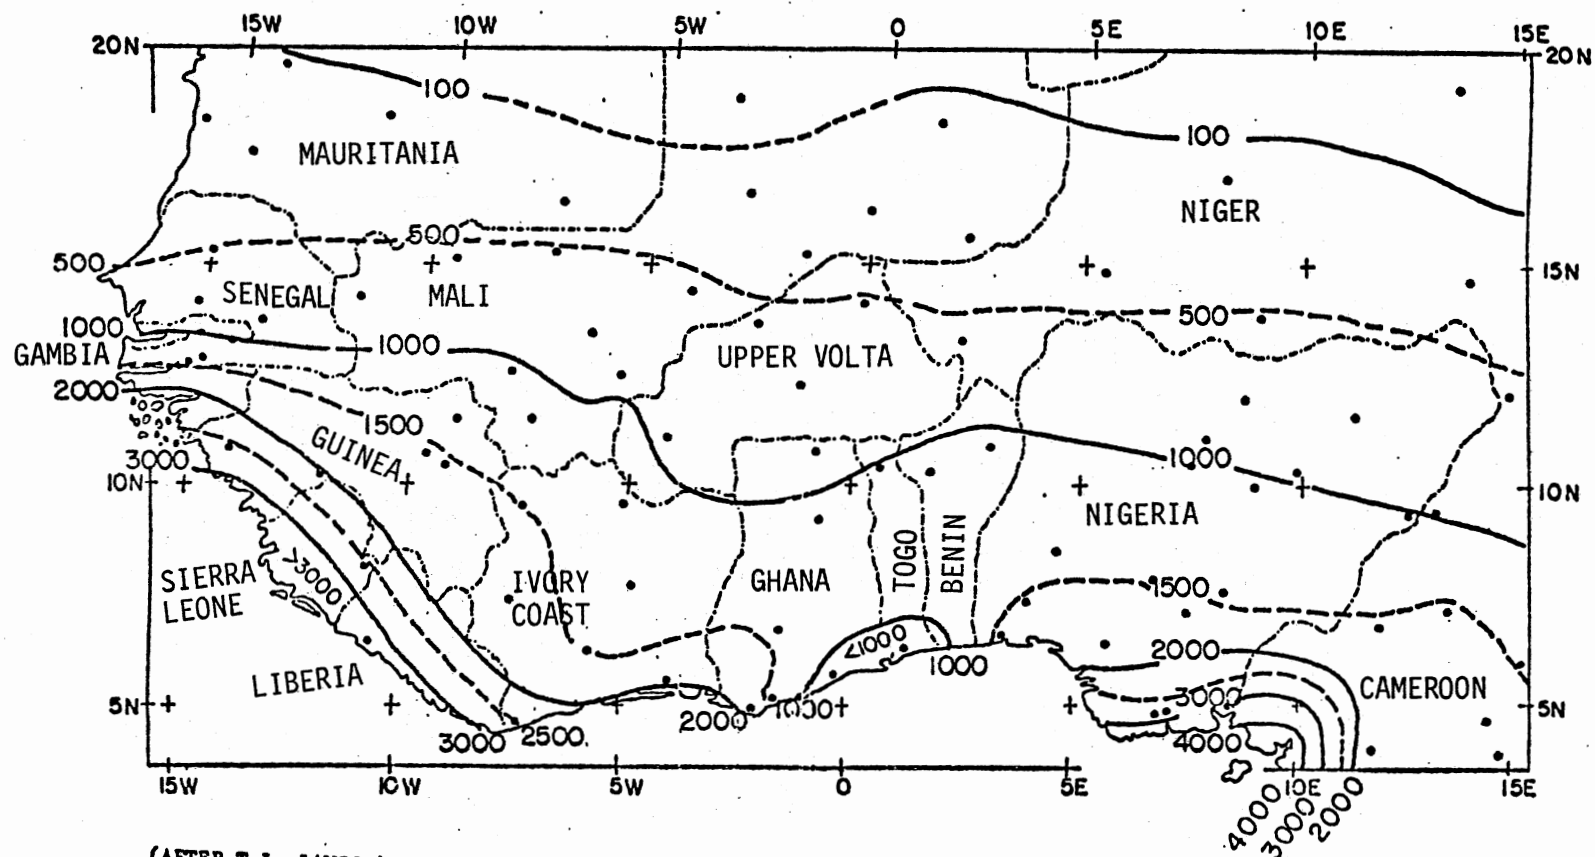 15W 10W 5W 0 5E 10E 15E
20N 20N
100
100
MAURITANIA
NIGER
500
500
15N
SENEGAL MALI
500
1000
GAMBIA
1000
UPPER VOLTA
2000
1500
GUINEA
1000
3000
10N 10N
NIGERIA
TOGO
BENIN
SIERRA
LEONE
>3000
IVORY
COAST
GHANA
1500
<1000
1000
2000
LIBERIA
CAMEROON
3000
5N 5N
2000
1000
3000 2500
4000
15W 10W 5W 0 5E 10E 15E
4000
3000
2000
(AFTER